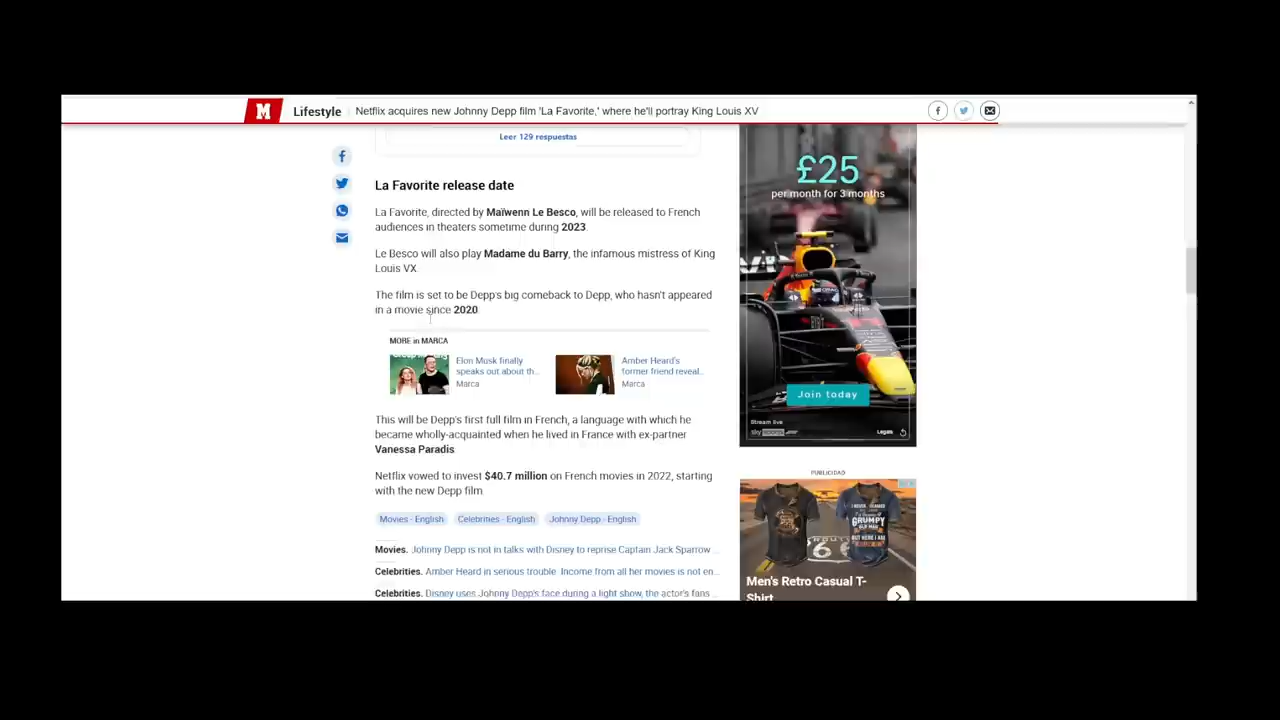 M
Lifestyle
Netflix acquires new Johnny Depp film 'La Favorite,' where he'll portray King Louis XV
Leer 129 respuestas
La Favorite release date
La Favorite, directed by Maïwenn Le Besco, will be released to French
audiences in theaters sometime during 2023.
Le Besco will also play Madame du Barry, the infamous mistress of King
Louis VX.
The film is set to be Depp's big comeback to Depp, who hasn't appeared
in a movie since 2020.
MORE in MARCA
Elon Musk finally
speaks out about th...
Marca
Amber Heard's
former friend reveal...
Marca
This will be Depp's first full film in French, a language with which he
became wholly-acquainted when he lived in France with ex-partner
Vanessa Paradis.
Netflix vowed to invest $40.7 million on French movies in 2022, starting
with the new Depp film.
Movies - English
Celebrities - English
Johnny Depp - English
Movies. Johnny Depp is not in talks with Disney to reprise Captain Jack Sparrow ...
Celebrities. Amber Heard in serious trouble: Income from all her movies is not en...
Celebrities. Disney uses Johnny Depp's face during a light show, the actor's fans ...
£25
per month for 3 months
Join today
Stream live
sky
Legals
PUBLICIDAD
GRUMPY
OLD MAN
ROUTE
66
Men's Retro Casual T-
Shirt